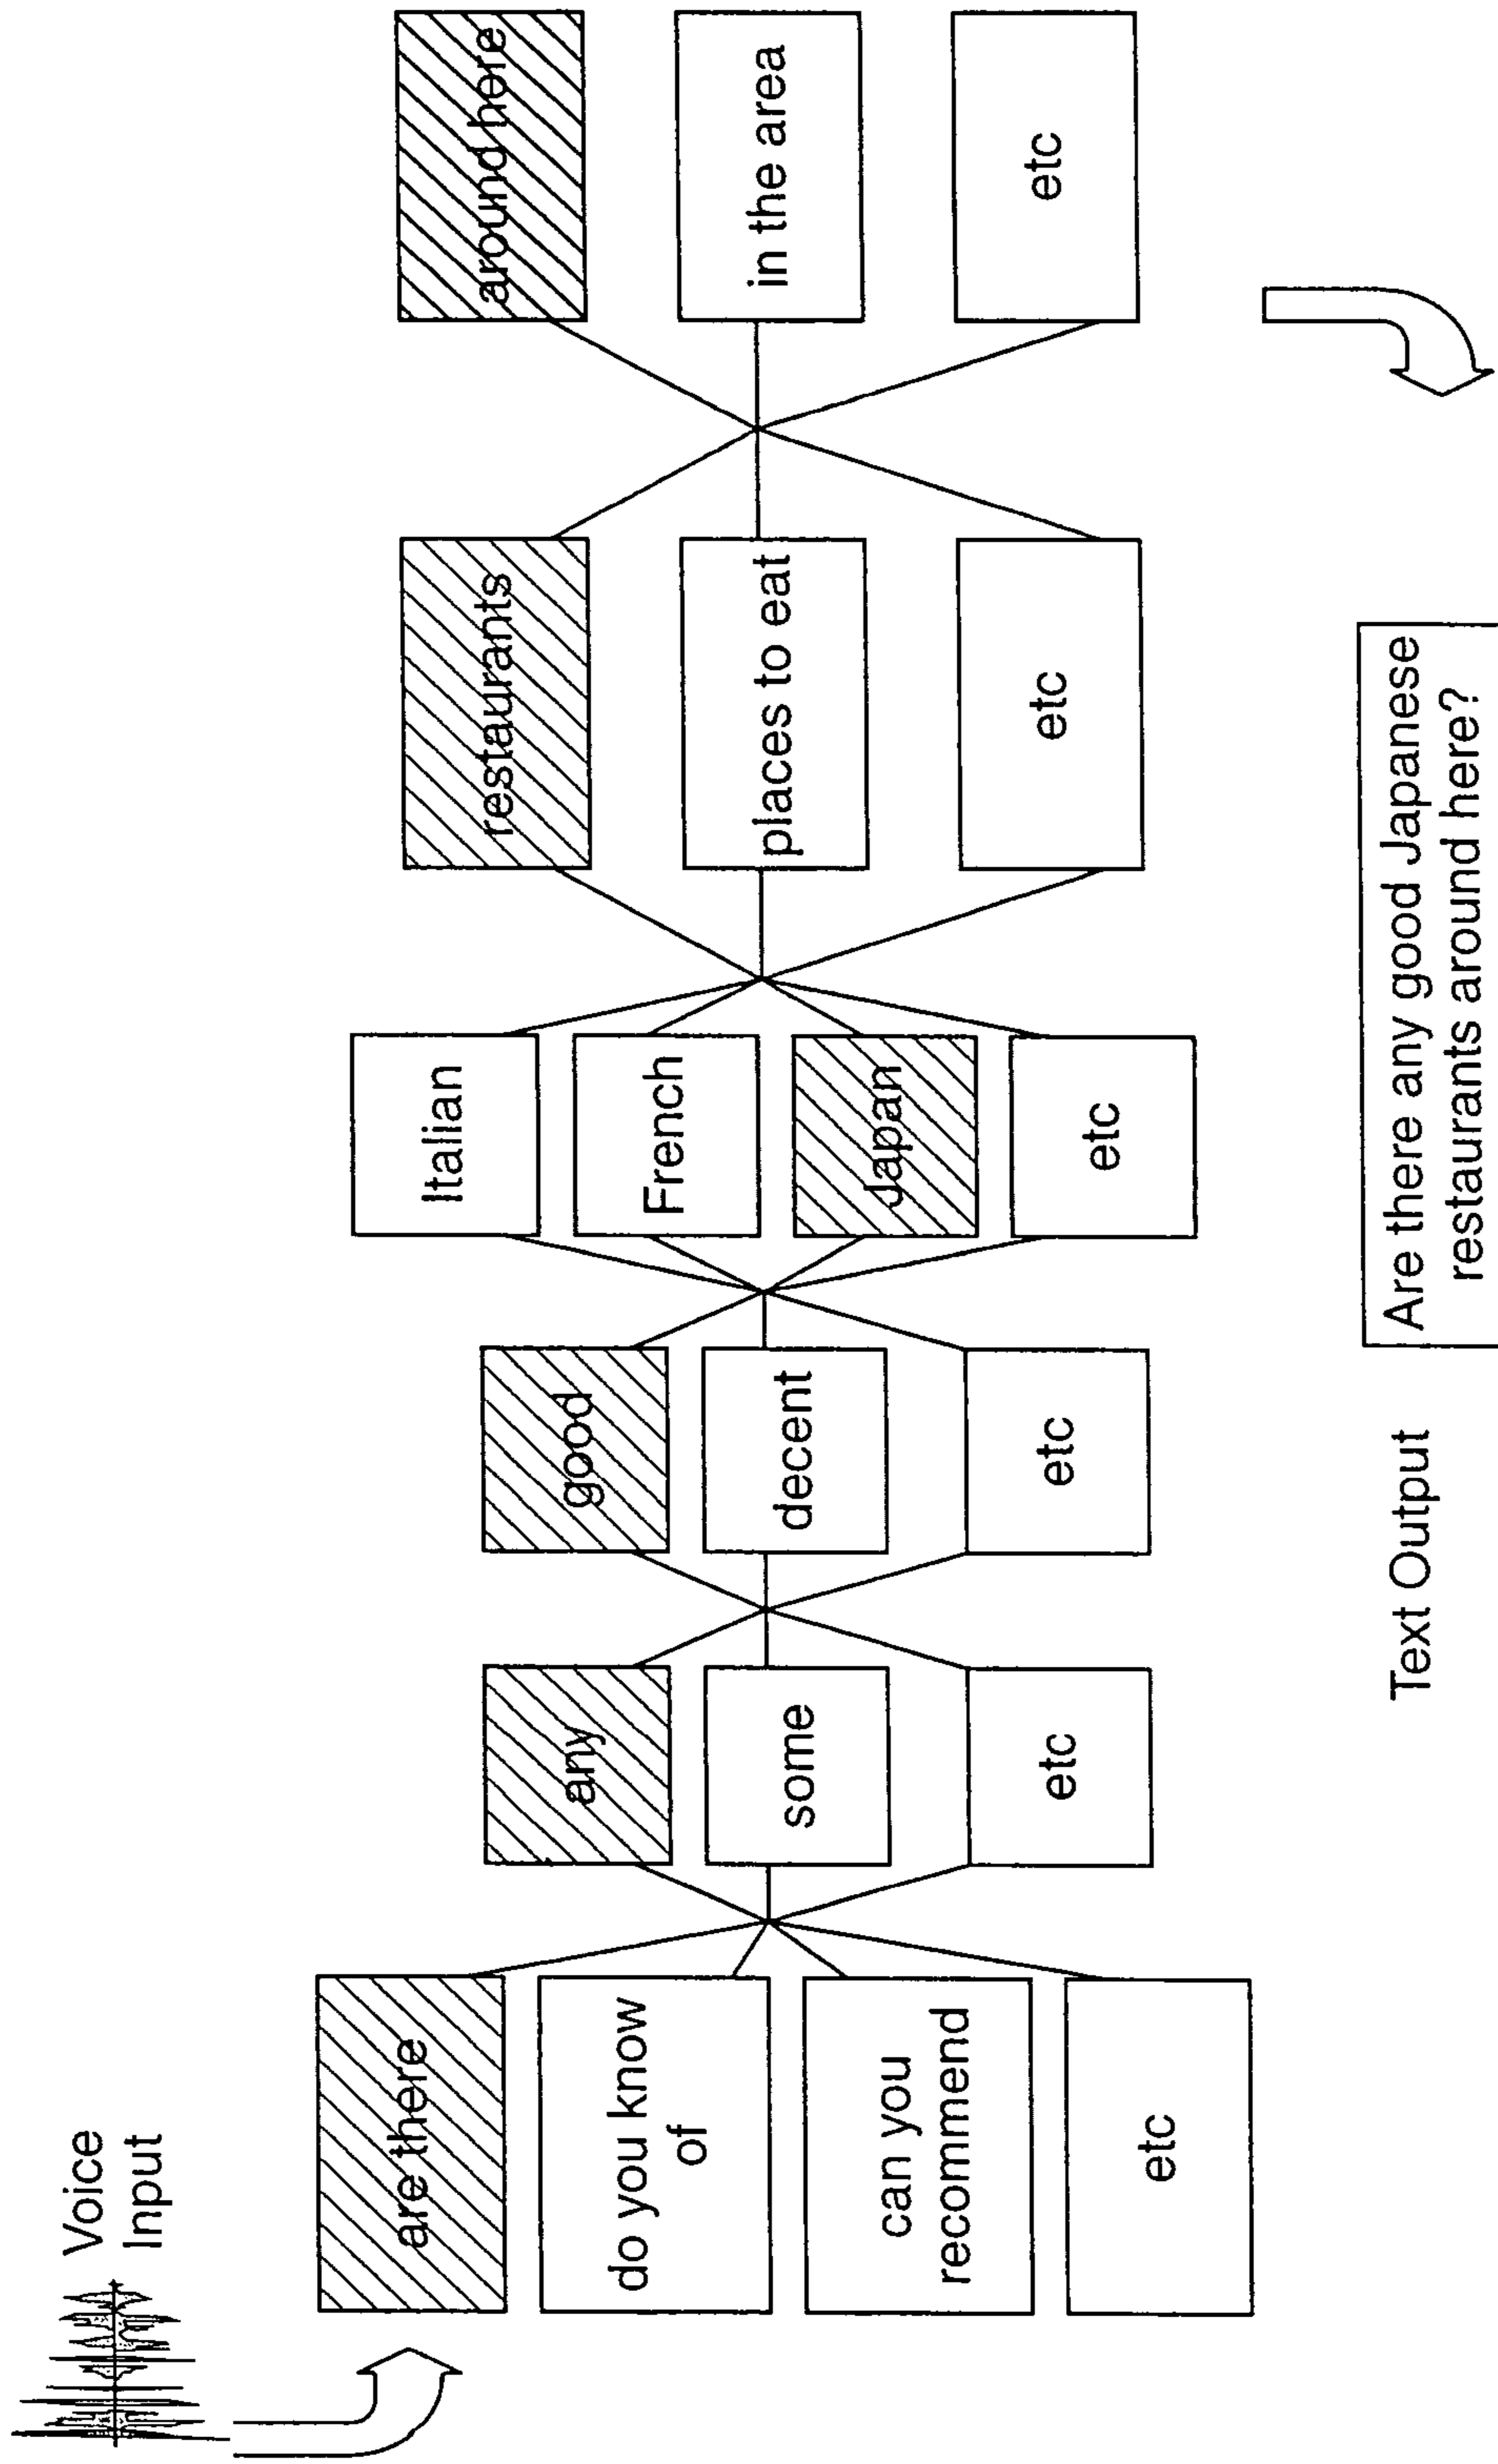 Voice
Input
are there
do you know
of
can you
recommend
etc
any
some
etc
good
decent
etc
Italian
French
Japan
etc
restaurants
places to eat
etc
around here
in the area
etc
Text Output
Are there any good Japanese
restaurants around here?